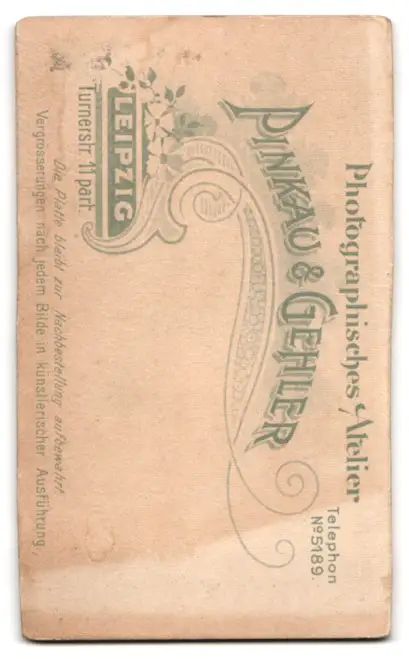 Photographisches Atelier
Telephon
No 5189.
PINKAU & GEHLER
LEIPZIG
Turnerstr. 11 part.
Die Platte bleibt zur Nachbestellung aufbewahrt
Vergrösserungen nach jedem Bilde in künstlerischer Ausführung,